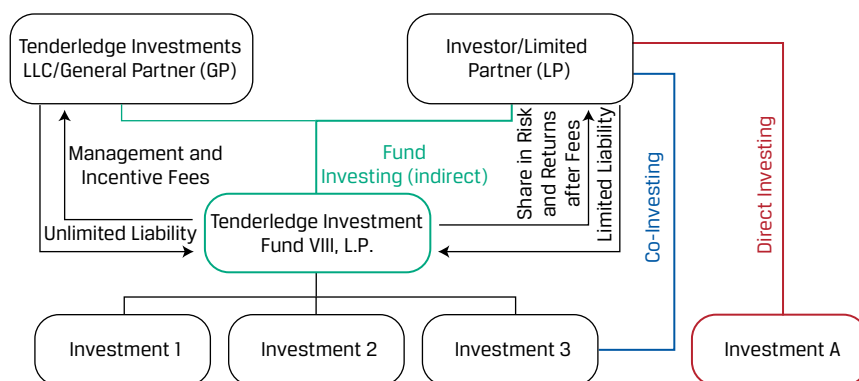 Tenderledge Investments
LLC/General Partner (GP)
Investor/Limited
Partner (LP)
Management and
Incentive Fees
Fund
Investing (indirect)
Share in Risk
and Returns
after Fees
Limited Liability
Co-Investing
Direct Investing
Unlimited Liability
Tenderledge Investment
Fund VIII, L.P.
Investment 1
Investment 2
Investment 3
Investment A